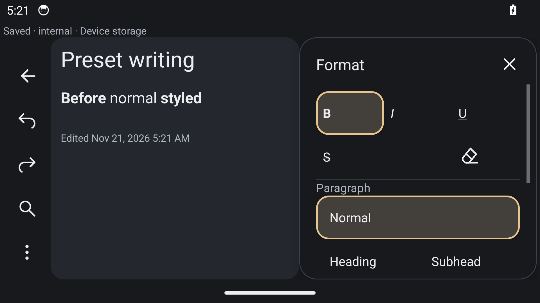 5:21
Saved · internal · Device storage
Preset writing
Before normal styled
Edited Nov 21, 2026 5:21 AM
Format
B I U
S
Paragraph
Normal
Heading Subhead